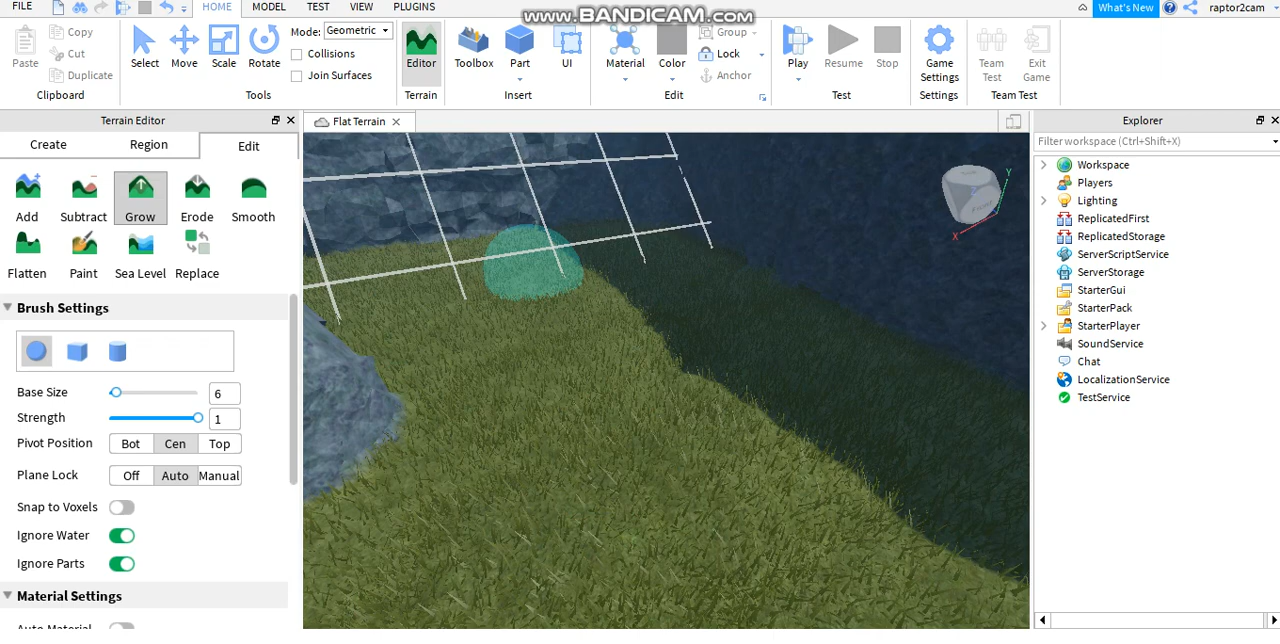 FILE HOME MODEL TEST VIEW PLUGINS www.BANDICAM.com What's New raptor2cam
Paste Copy Cut Duplicate Clipboard
Select Move Scale Rotate Mode: Geometric Collisions Join Surfaces Tools
Editor Terrain
Toolbox Part UI Insert
Material Color Group Lock Anchor Edit
Play Resume Stop Test
Game Settings Settings
Team Test Exit Game Team Test
Terrain Editor
Create Region Edit
Add Subtract Grow Erode Smooth
Flatten Paint Sea Level Replace
Brush Settings
Base Size 6
Strength 1
Pivot Position Bot Cen Top
Plane Lock Off Auto Manual
Snap to Voxels
Ignore Water
Ignore Parts
Material Settings
Flat Terrain
Explorer
Filter workspace (Ctrl+Shift+X)
Workspace
Players
Lighting
ReplicatedFirst
ReplicatedStorage
ServerScriptService
ServerStorage
StarterGui
StarterPack
StarterPlayer
SoundService
Chat
LocalizationService
TestService
Y
X